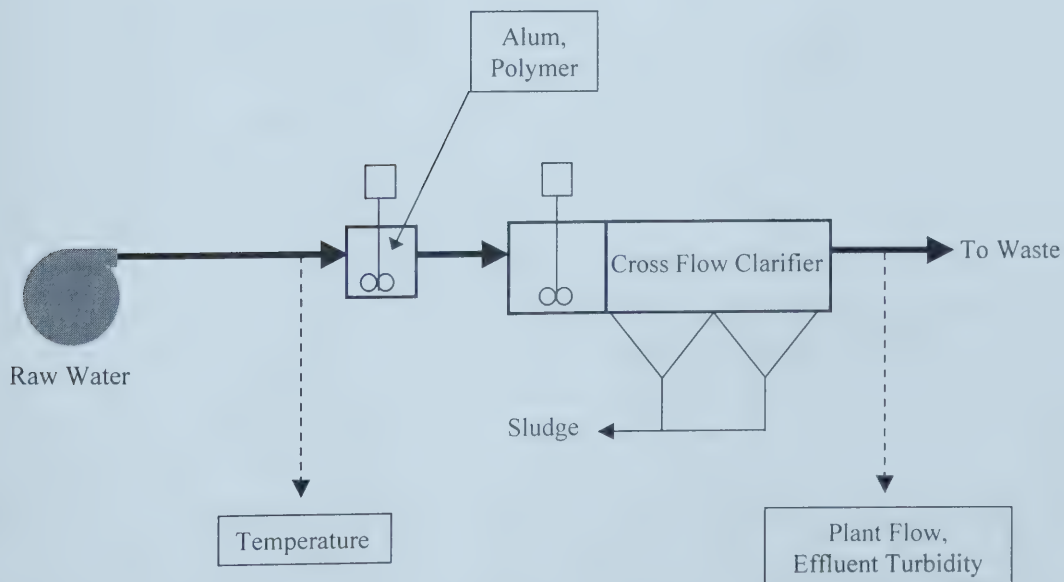 Alum,
Polymer
Cross Flow Clarifier
To Waste
Raw Water
Sludge
Temperature
Plant Flow,
Effluent Turbidity